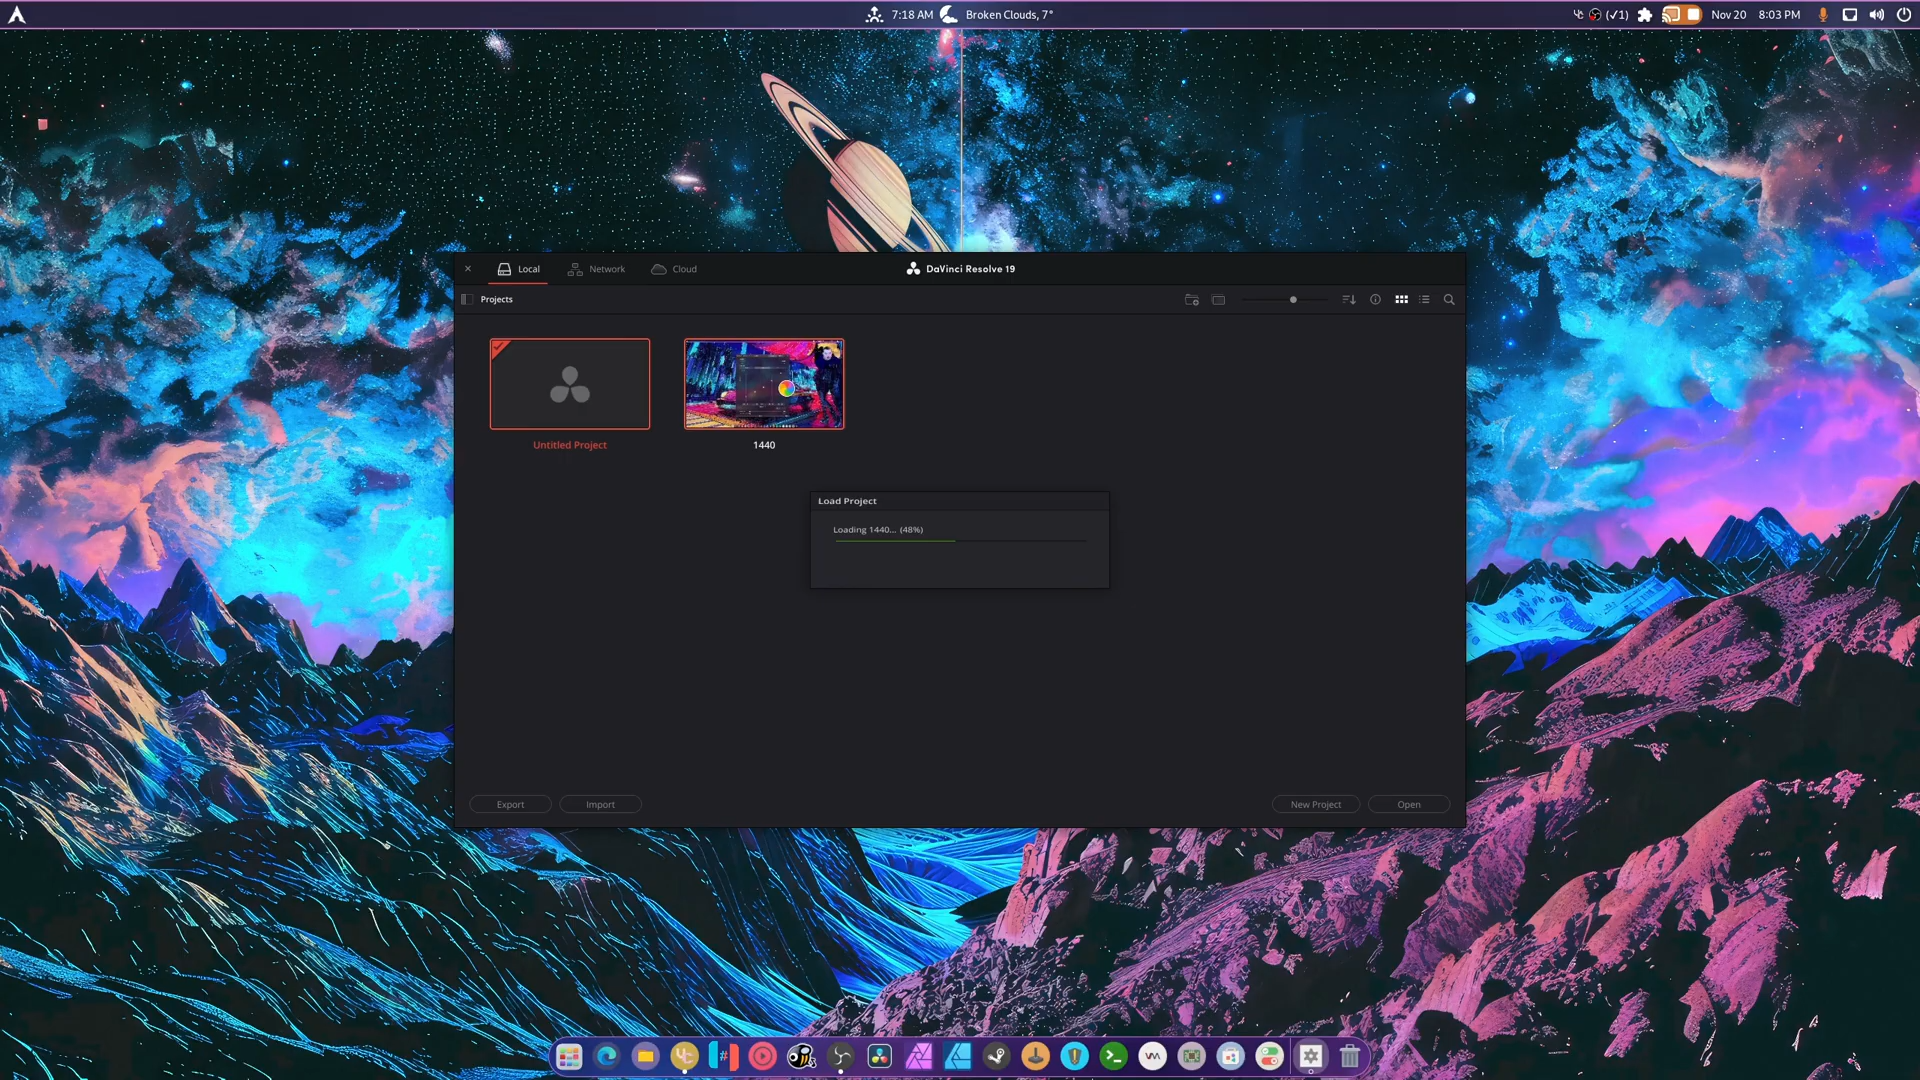 7:18 AM Broken Clouds, 7°
(✓1) Nov 20 8:03 PM
Local Network Cloud DaVinci Resolve 19
Projects
Untitled Project 1440
Load Project
Loading 1440... (48%)
Export Import New Project Open